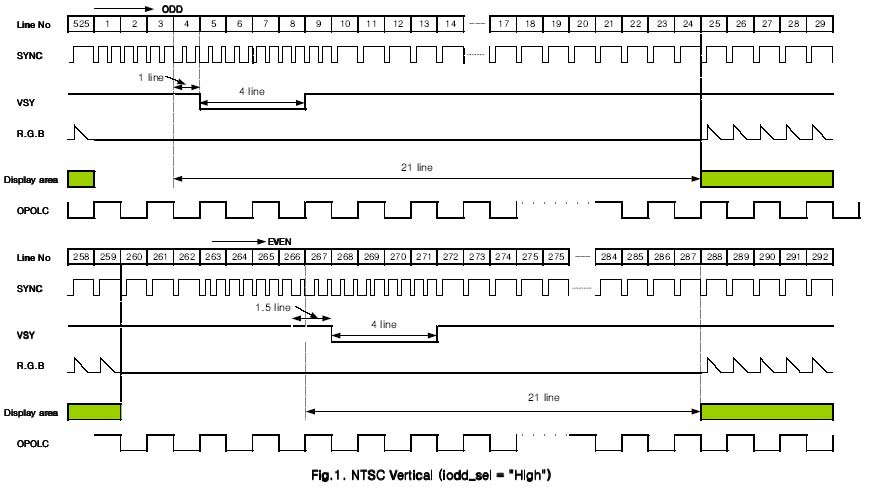 ODD
Line No 525 1 2 3 4 5 6 7 8 9 10 11 12 13 14 17 18 19 20 21 22 23 24 25 26 27 28 29
SYNC
1 line
4 line
VSY
R.G.B
21 line
Display area
OPOLC
EVEN
Line No 258 259 260 261 262 263 264 265 266 267 268 269 270 271 272 273 274 275 275 284 285 286 287 288 289 290 291 292
SYNC
1.5 line
4 line
VSY
R.G.B
21 line
Display area
OPOLC
Fig.1. NTSC Vertical (iodd_sel = "High")